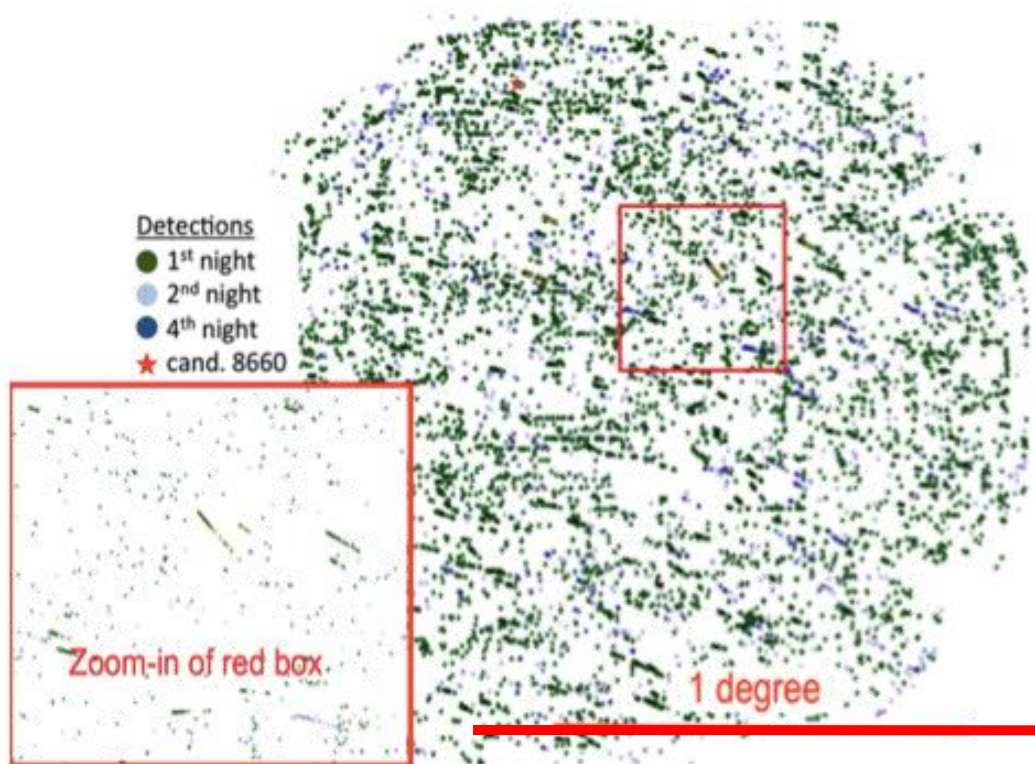 Detections
1st night
2nd night
4th night
cand. 8660
Zoom-in of red box
1 degree